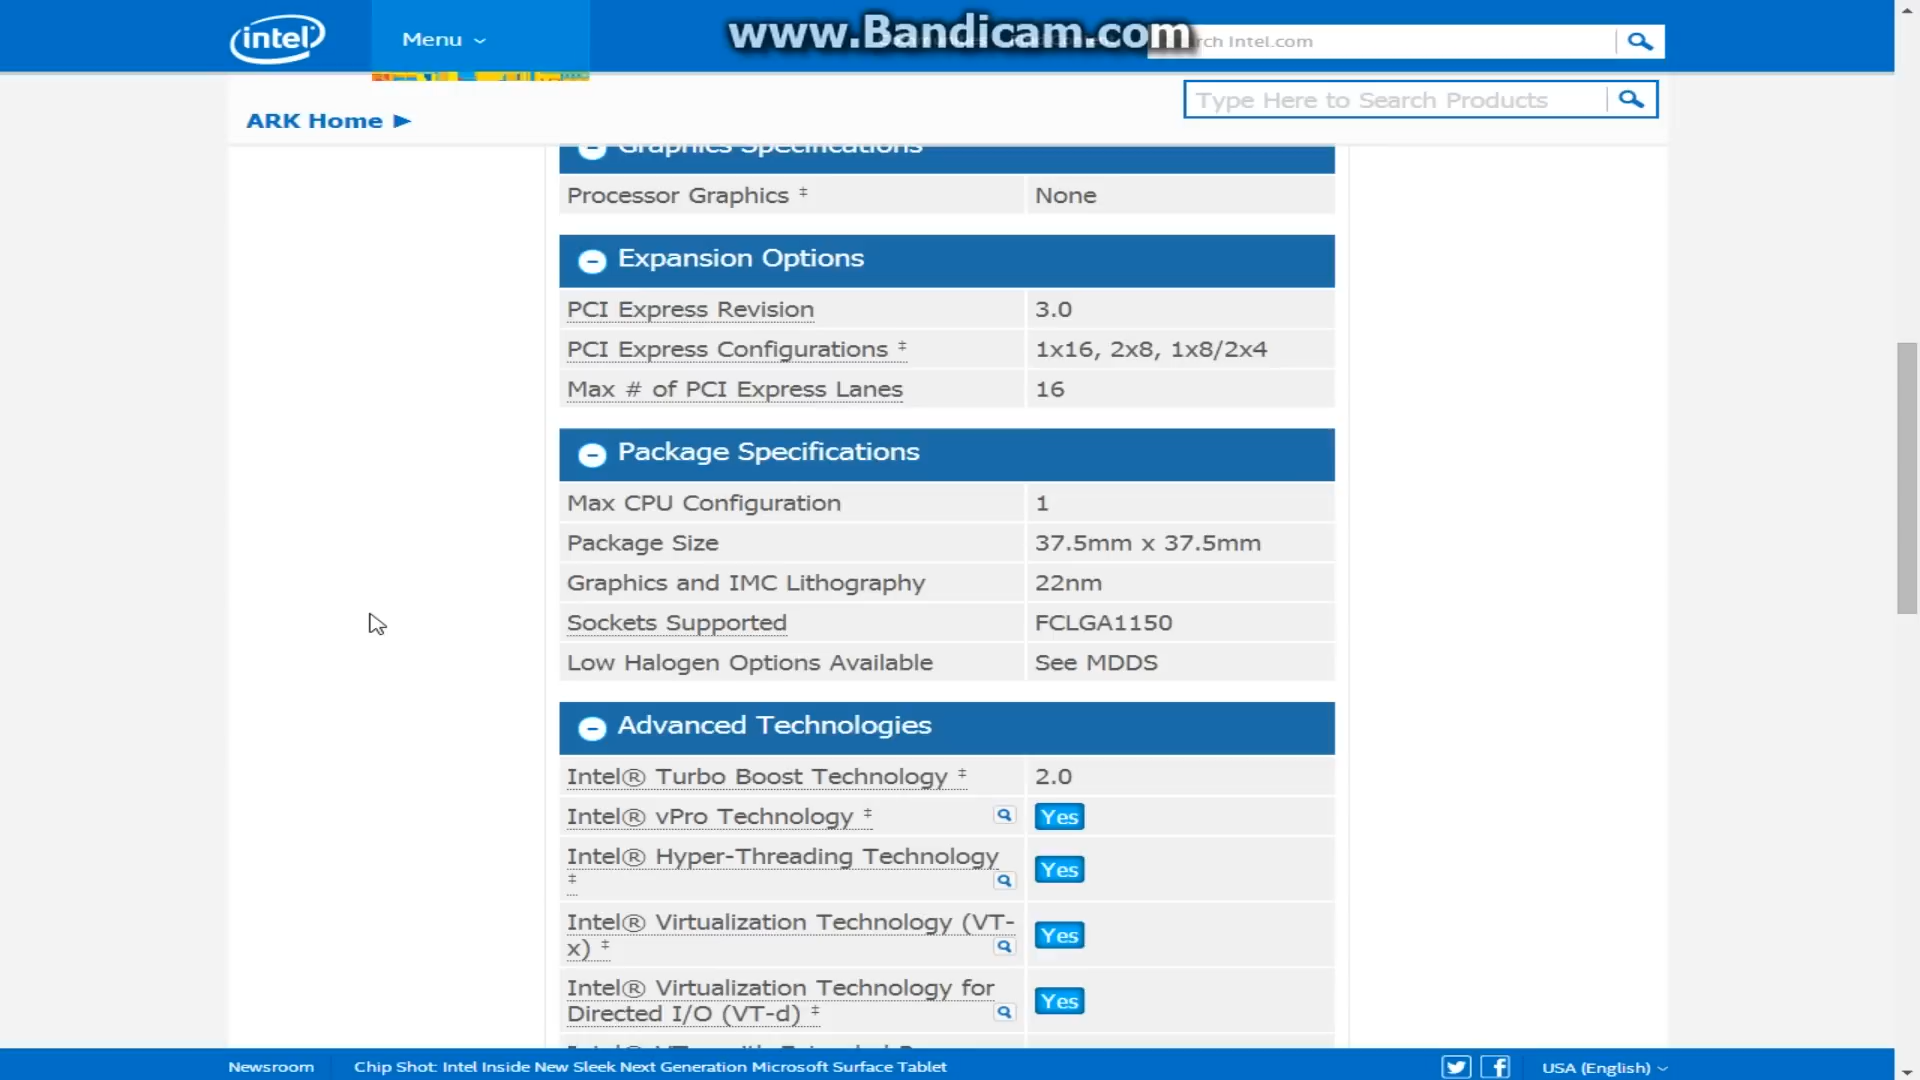 intel
Menu
www.Bandicam.com
rch Intel.com
ARK Home ►
Type Here to Search Products
Graphics Specifications
Processor Graphics ‡ None
Expansion Options
PCI Express Revision 3.0
PCI Express Configurations ‡ 1x16, 2x8, 1x8/2x4
Max # of PCI Express Lanes 16
Package Specifications
Max CPU Configuration 1
Package Size 37.5mm x 37.5mm
Graphics and IMC Lithography 22nm
Sockets Supported FCLGA1150
Low Halogen Options Available See MDDS
Advanced Technologies
Intel® Turbo Boost Technology ‡ 2.0
Intel® vPro Technology ‡ Yes
Intel® Hyper-Threading Technology
‡ Yes
Intel® Virtualization Technology (VT-
x) ‡ Yes
Intel® Virtualization Technology for
Directed I/O (VT-d) ‡ Yes
Newsroom Chip Shot: Intel Inside New Sleek Next Generation Microsoft Surface Tablet
USA (English)